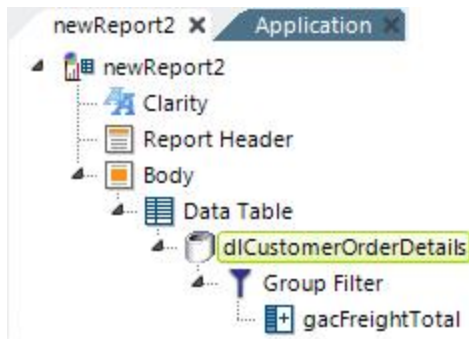 newReport2 Application
newReport2
Clarity
Report Header
Body
Data Table
dlCustomerOrderDetails
Group Filter
gacFreightTotal